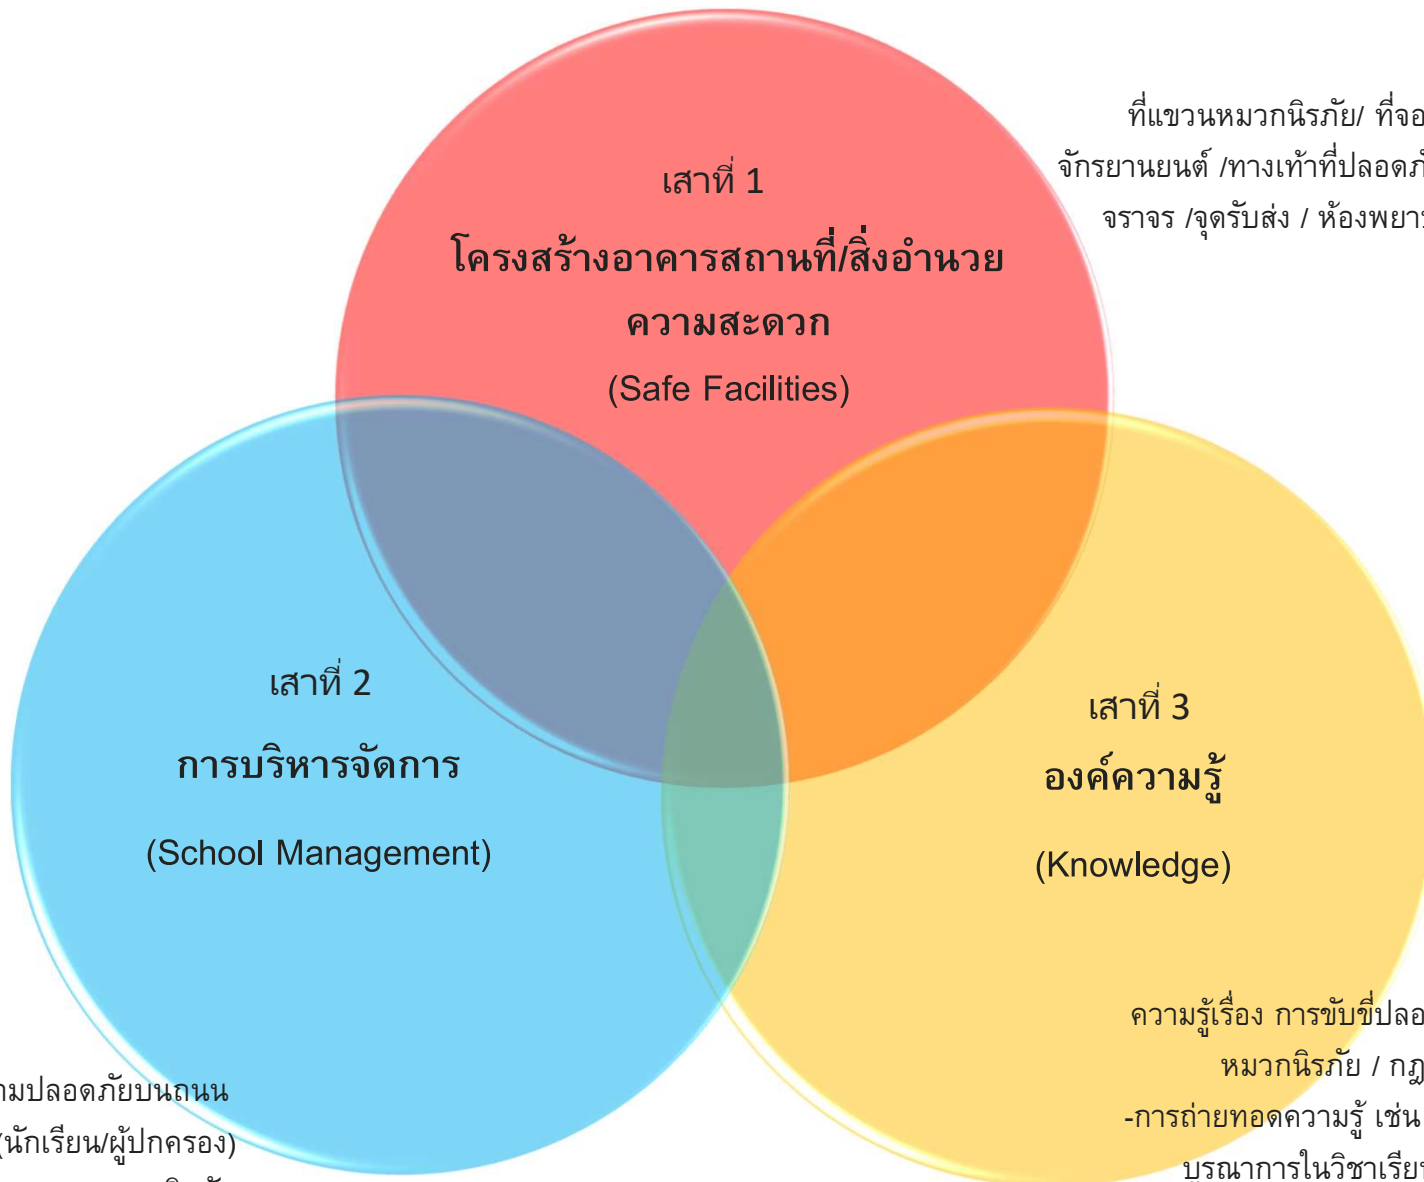 ที่แขวนหมวกนิรภัย/ ที่จอ
จักรยานยนต์ /ทางเท้าที่ปลอดภั
จราจร /จุดรับส่ง / ห้องพยา
เสาที่ 1
โครงสร้างอาคารสถานที่/สิ่งอำนวย
ความสะดวก
(Safe Facilities)
เสาที่ 2
การบริหารจัดการ
(School Management)
เสาที่ 3
องค์ความรู้
(Knowledge)
ความรู้เรื่อง การขับขี่ปลอ
หมวกนิรภัย / กฎ
-การถ่ายทอดความรู้ เช่น
บูรณาการในวิชาเรียน
ามปลอดภัยบนถนน
(นักเรียน/ผู้ปกครอง)